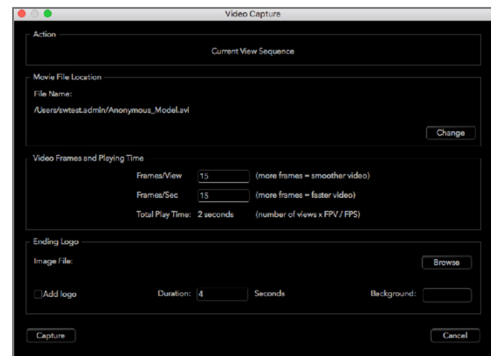 Video Capture
Action
Current View Sequence
Movie File Location
File Name:
/Users/swtest.admin/Anonymous_Model.avi
Change
Video Frames and Playing Time
Frames/View 15 (more frames = smoother video)
Frames/Sec 15 (more frames = faster video)
Total Play Time: 2 seconds (number of views x FPV / FPS)
Ending Logo
Image File:
Browse
Add logo Duration: 4 Seconds Background:
Capture Cancel